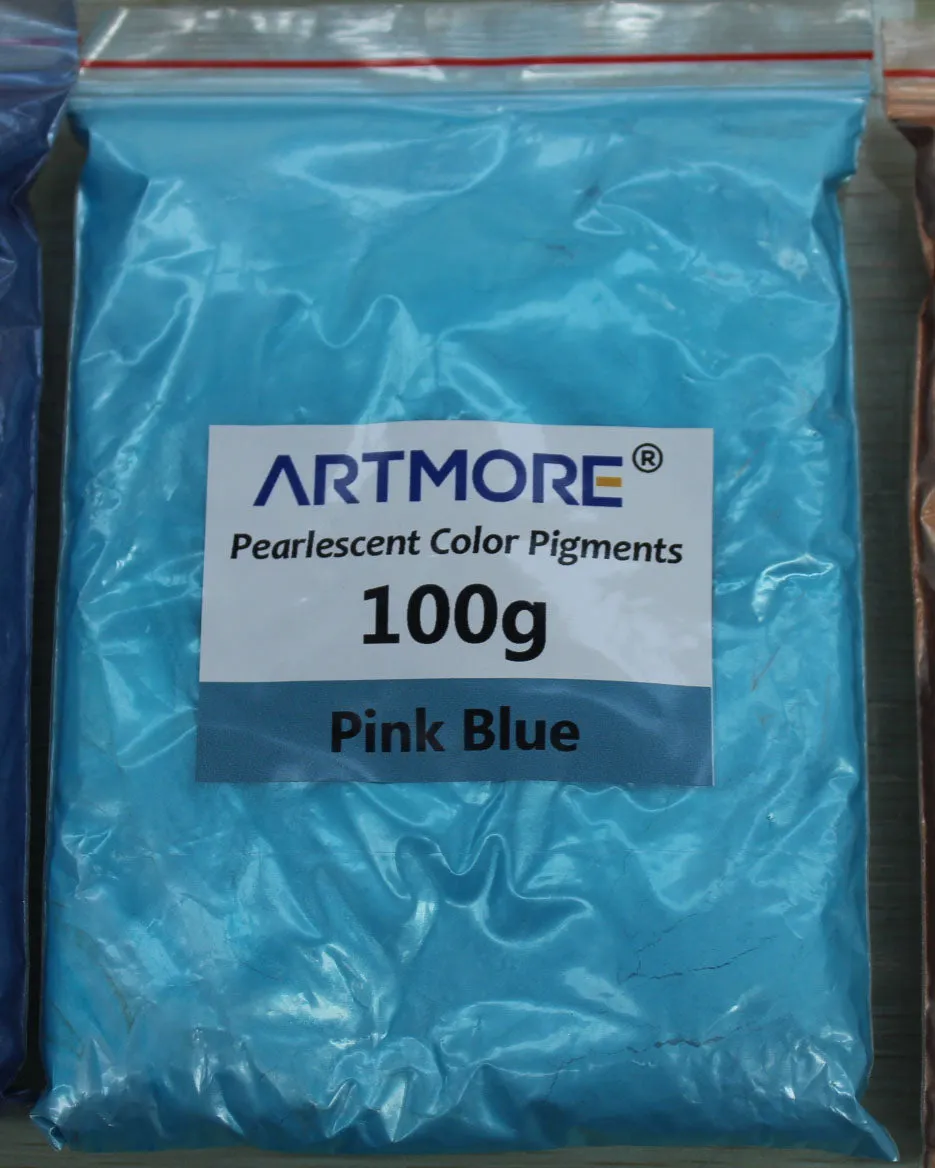 ARTMORE®
Pearlescent Color Pigments
100g
Pink Blue